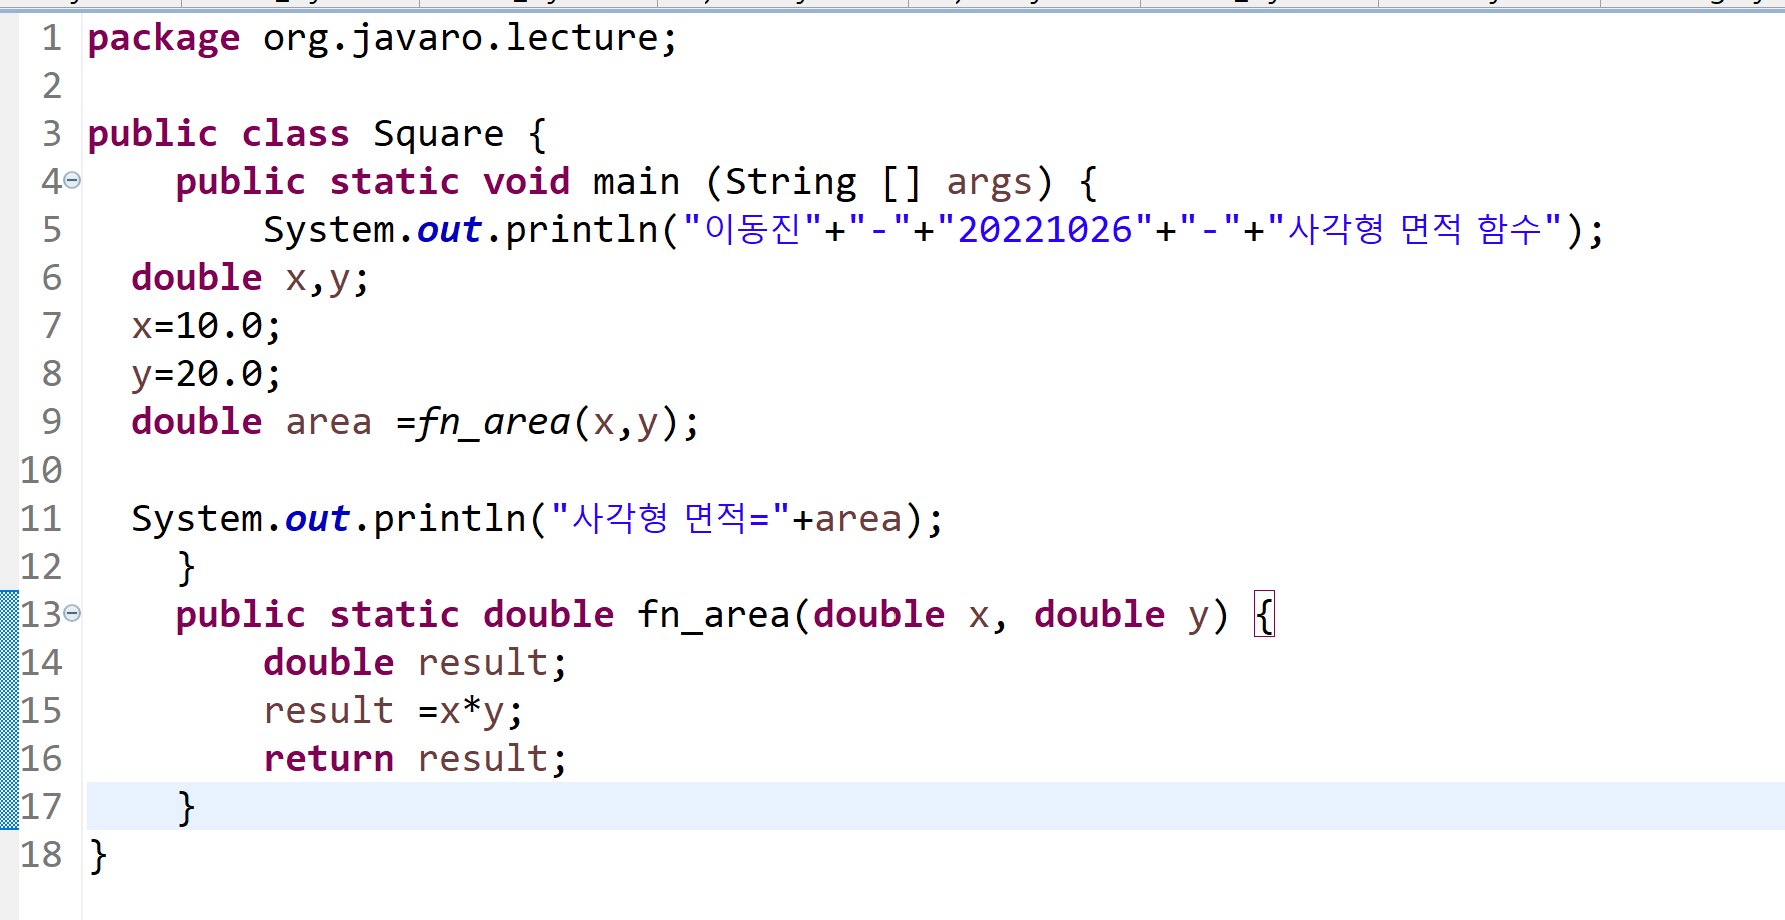 1 package org.javaro.lecture;
2
3 public class Square {
4 public static void main (String [] args) {
5 System.out.println("이동진"+"-"+"20221026"+"-"+"사각형 면적 함수");
6 double x,y;
7 x=10.0;
8 y=20.0;
9 double area =fn_area(x,y);
10
11 System.out.println("사각형 면적="+area);
12 }
13 public static double fn_area(double x, double y) {
14 double result;
15 result =x*y;
16 return result;
17 }
18 }